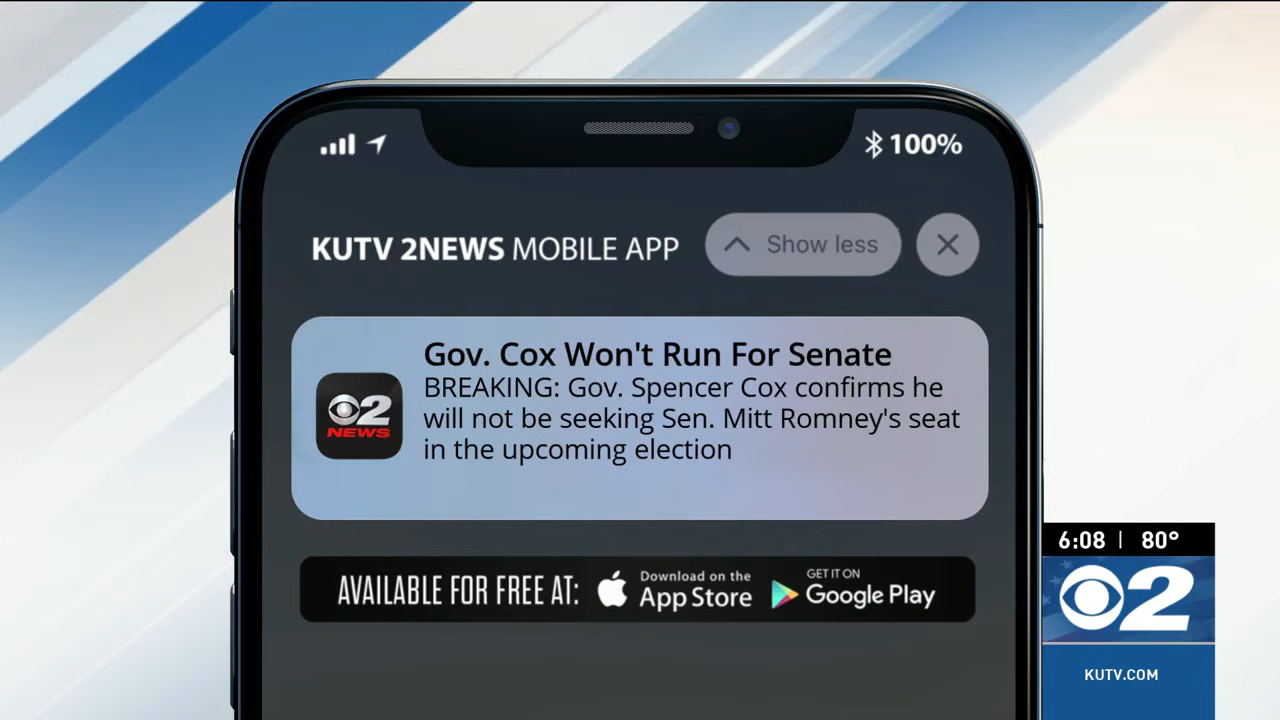 100%
KUTV 2NEWS MOBILE APP
Show less
Gov. Cox Won't Run For Senate
BREAKING: Gov. Spencer Cox confirms he
will not be seeking Sen. Mitt Romney's seat
in the upcoming election
2
NEWS
AVAILABLE FOR FREE AT:
Download on the
App Store
GET IT ON
Google Play
6:08 | 80°
2
KUTV.COM